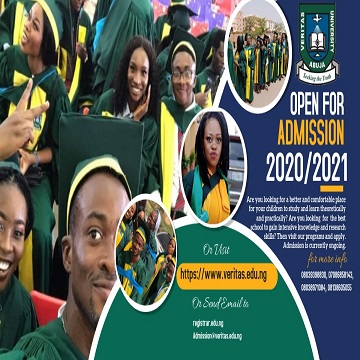 VERITAS UNIVERSITY
ABUJA
Seeking the Truth
OPEN FOR
ADMISSION
2020/2021
Are you looking for a better and comfortable place
for your children to study and learn theoretically
and practically? Are you looking for the best
school to gain intensive knowledge and research
skills? Then visit our programs and apply.
Admission is currently ongoing.
for more info
Or Visit
https://www.veritas.edu.ng
Or Send Email to
registrar.edu.ng
Admission@veritas.edu.ng